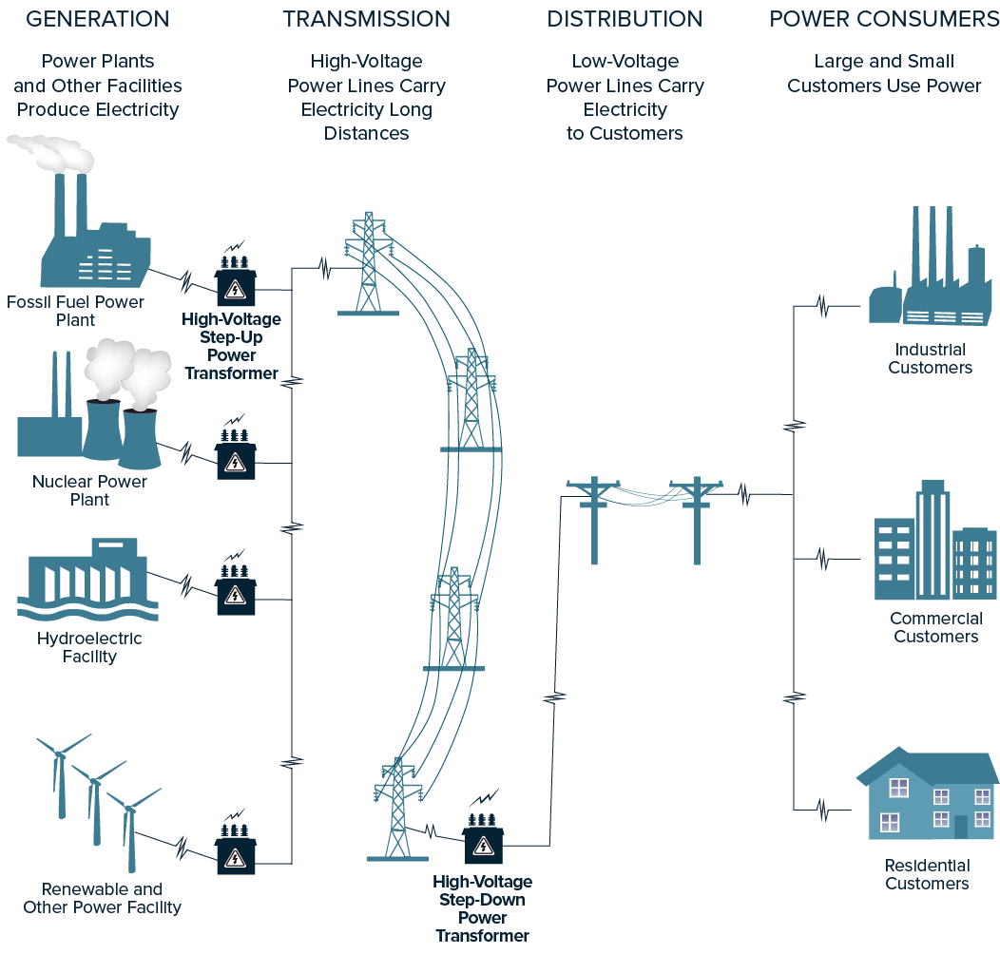 GENERATION
Power Plants
and Other Facilities
Produce Electricity
TRANSMISSION
High-Voltage
Power Lines Carry
Electricity Long
Distances
DISTRIBUTION
Low-Voltage
Power Lines Carry
Electricity
to Customers
POWER CONSUMERS
Large and Small
Customers Use Power
Fossil Fuel Power
Plant
High-Voltage
Step-Up
Power
Transformer
Nuclear Power
Plant
Hydroelectric
Facility
Renewable and
Other Power Facility
High-Voltage
Step-Down
Power
Transformer
Industrial
Customers
Commercial
Customers
Residential
Customers